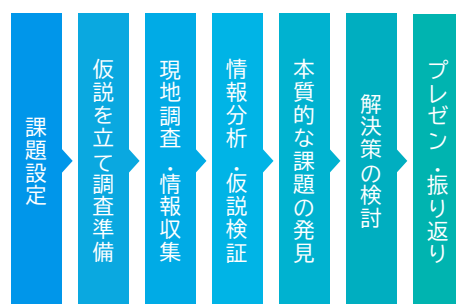 課題設定
仮説を立て調査準備
現地調査・情報収集
情報分析・仮説検証
本質的な課題の発見
解決策の検討
プレゼン・振り返り